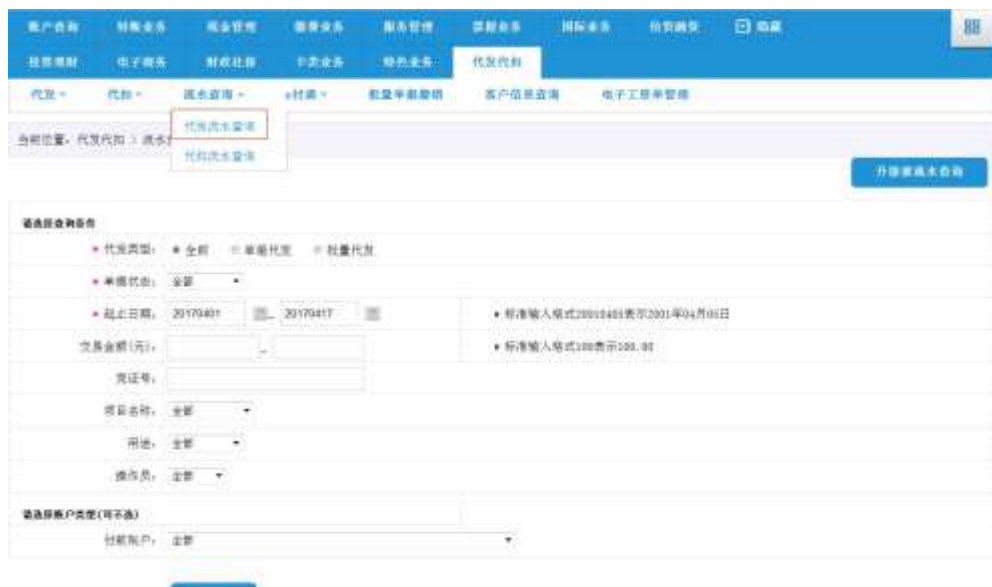 账户查询 转账业务 现金管理 缴费业务 服务管理 票据业务 国际业务 信贷融资 隐藏
投资理财 电子商务 财政社保 卡类业务 特色业务 代发代扣
代发 代扣 流水查询 e付通 批量单据撤销 客户信息查询 电子工资单管理
代发流水查询
当前位置：代发代扣 > 流水
代扣流水查询
升级前流水查询
请选择查询条件
* 代发类型： 全部 单笔代发 批量代发
* 单据状态： 全部
* 起止日期： 20170401 - 20170417 标准输入格式20010405表示2001年04月05日
交易金额(元)： - 标准输入格式100表示100.00
凭证号：
项目名称： 全部
用途： 全部
操作员： 全部
请选择账户类型(可不选)
付款账户： 全部